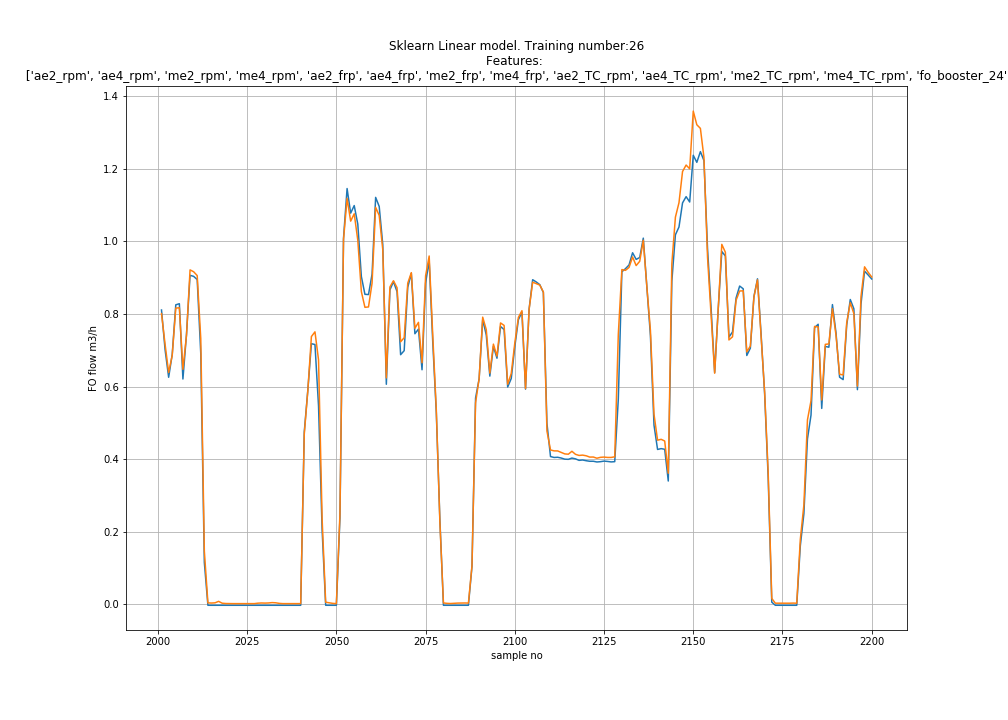 Sklearn Linear model. Training number:26
Features:
['ae2_rpm', 'ae4_rpm', 'me2_rpm', 'me4_rpm', 'ae2_frp', 'ae4_frp', 'me2_frp', 'me4_frp', 'ae2_TC_rpm', 'ae4_TC_rpm', 'me2_TC_rpm', 'me4_TC_rpm', 'fo_booster_24'
1.4
1.2
1.0
0.8
0.6
0.4
0.2
0.0
FO flow m3/h
2000 2025 2050 2075 2100 2125 2150 2175 2200
sample no